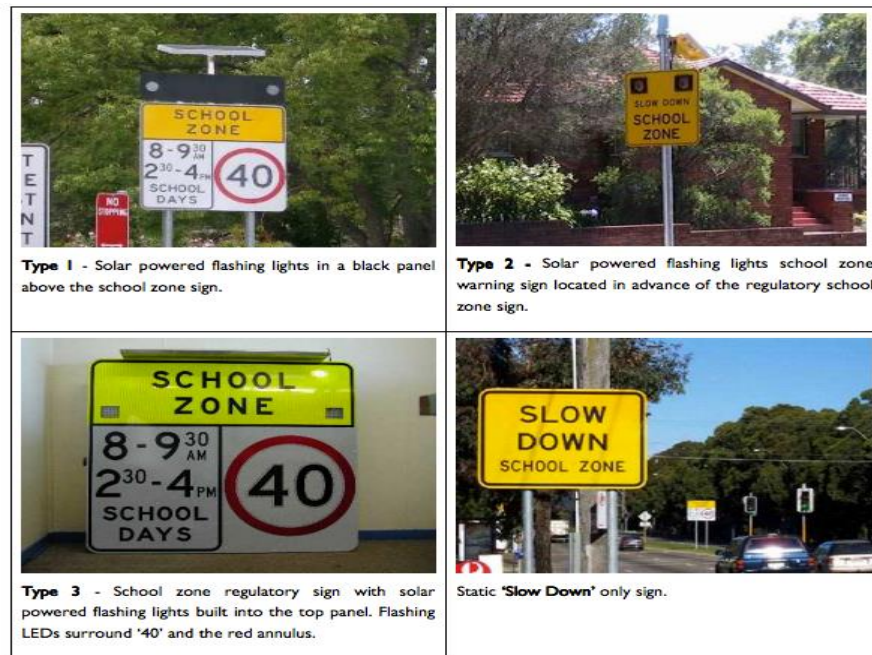 T
E
ST
N
T
NO
STOPPING
SCHOOL
ZONE
8 - 9 30 AM
2 30 - 4 PM
SCHOOL
DAYS
40
Type 1 - Solar powered flashing lights in a black panel
above the school zone sign.
SLOW DOWN
SCHOOL
ZONE
Type 2 - Solar powered flashing lights school zone
warning sign located in advance of the regulatory school
zone sign.
SCHOOL
ZONE
8 - 9 30 AM
2 30 - 4 PM
SCHOOL
DAYS
40
Type 3 - School zone regulatory sign with solar
powered flashing lights built into the top panel. Flashing
LEDs surround '40' and the red annulus.
SLOW
DOWN
SCHOOL ZONE
Static 'Slow Down' only sign.